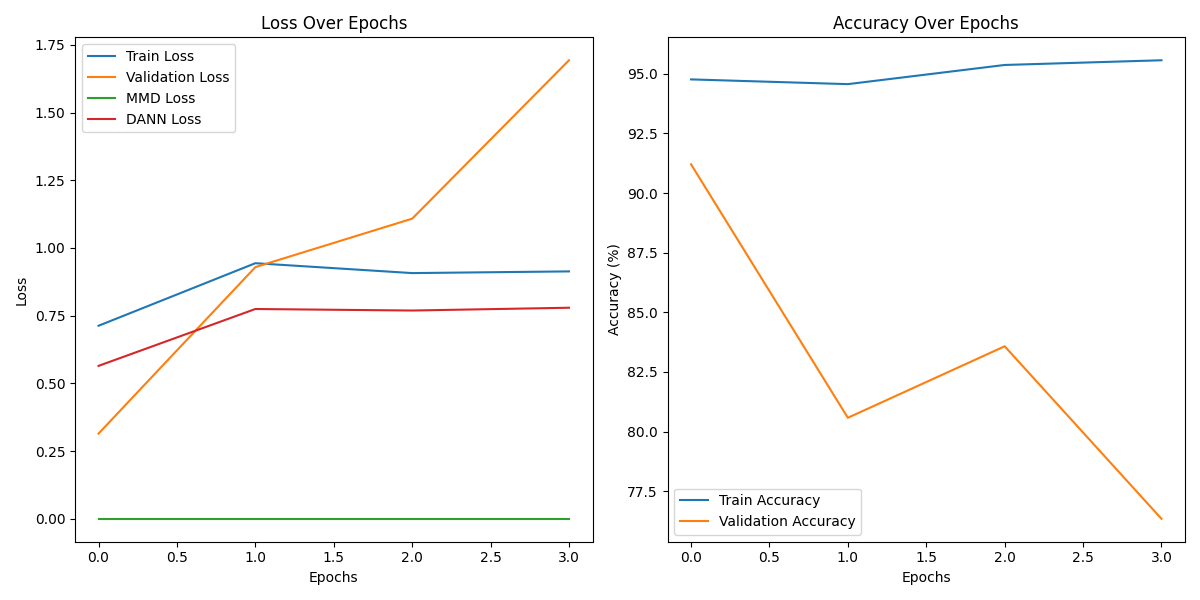 Loss Over Epochs
Train Loss
Validation Loss
MMD Loss
DANN Loss
1.75
1.50
1.25
1.00
0.75
0.50
0.25
0.00
Loss
0.0
0.5
1.0
1.5
2.0
2.5
3.0
Epochs
Accuracy Over Epochs
95.0
92.5
90.0
87.5
85.0
82.5
80.0
77.5
Accuracy (%)
Train Accuracy
Validation Accuracy
0.0
0.5
1.0
1.5
2.0
2.5
3.0
Epochs